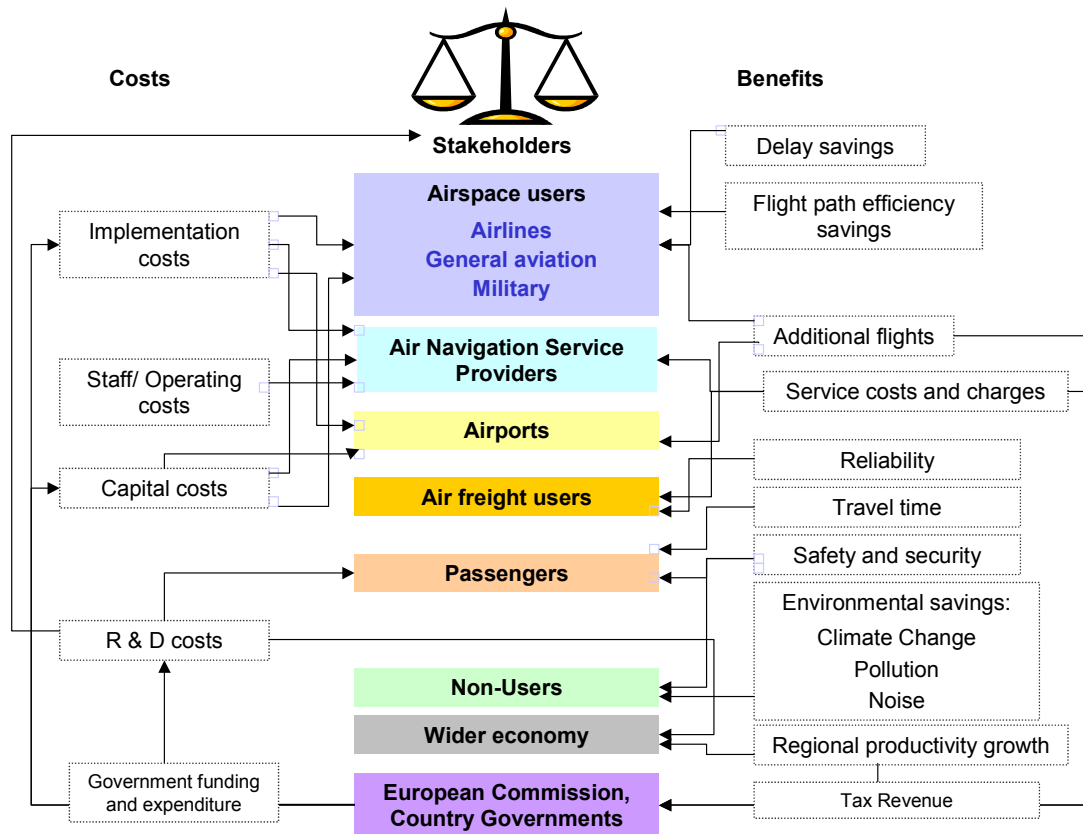 Costs
Stakeholders
Benefits
Implementation
costs
Staff/ Operating
costs
Capital costs
R & D costs
Government funding
and expenditure
Airspace users
Airlines
General aviation
Military
Air Navigation Service
Providers
Airports
Air freight users
Passengers
Non-Users
Wider economy
European Commission,
Country Governments
Delay savings
Flight path efficiency
savings
Additional flights
Service costs and charges
Reliability
Travel time
Safety and security
Environmental savings:
Climate Change
Pollution
Noise
Regional productivity growth
Tax Revenue